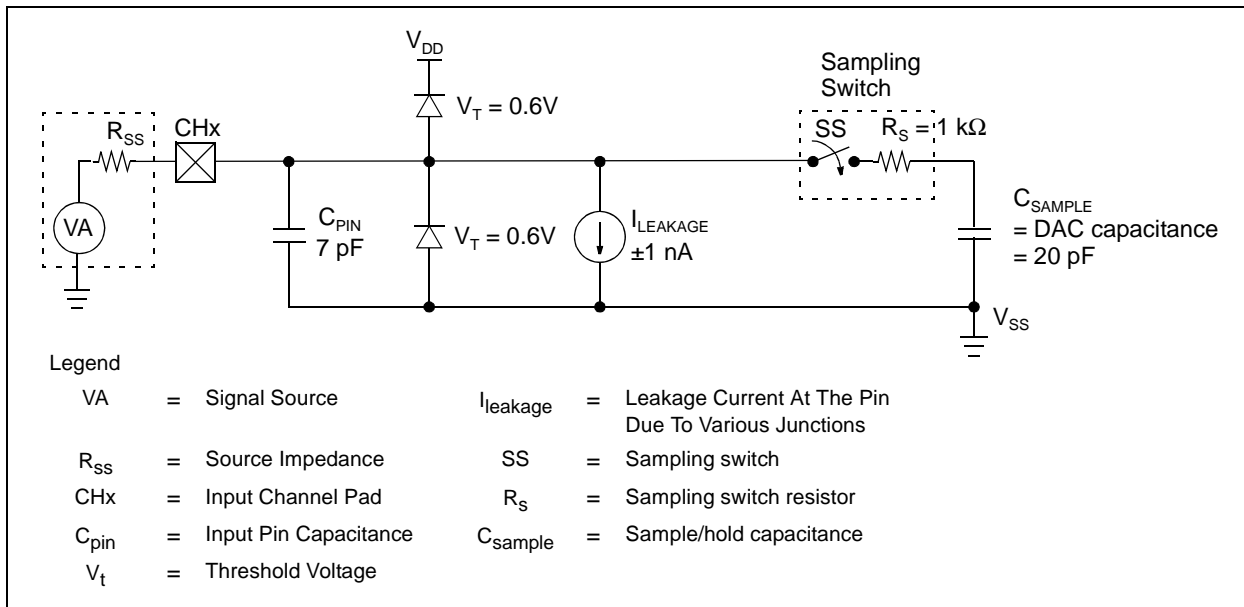 V_DD
Sampling
Switch
V_T = 0.6V
R_SS
CHx
SS
R_S = 1 kΩ
VA
C_PIN
7 pF
V_T = 0.6V
I_LEAKAGE
±1 nA
C_SAMPLE
= DAC capacitance
= 20 pF
V_SS
Legend
VA = Signal Source
I_leakage = Leakage Current At The Pin
Due To Various Junctions
R_ss = Source Impedance
SS = Sampling switch
CHx = Input Channel Pad
R_s = Sampling switch resistor
C_pin = Input Pin Capacitance
C_sample = Sample/hold capacitance
V_t = Threshold Voltage